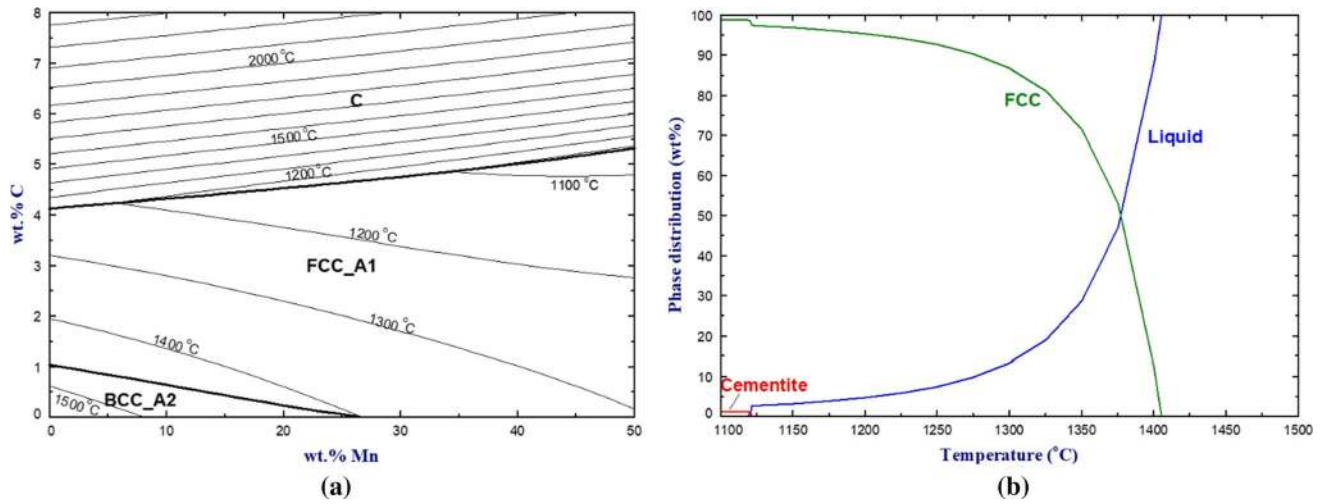 8
7
6
5
4
3
2
1
0
wt.% C
2000 °C
C
1500 °C
1200 °C
1100 °C
1200 °C
FCC_A1
1300 °C
1400 °C
BCC_A2
1500 °C
0
10
20
30
40
50
wt.% Mn
(a)
100
90
80
70
60
50
40
30
20
10
0
Phase distribution (wt%)
FCC
Liquid
Cementite
1100
1150
1200
1250
1300
1350
1400
1450
1500
Temperature (°C)
(b)